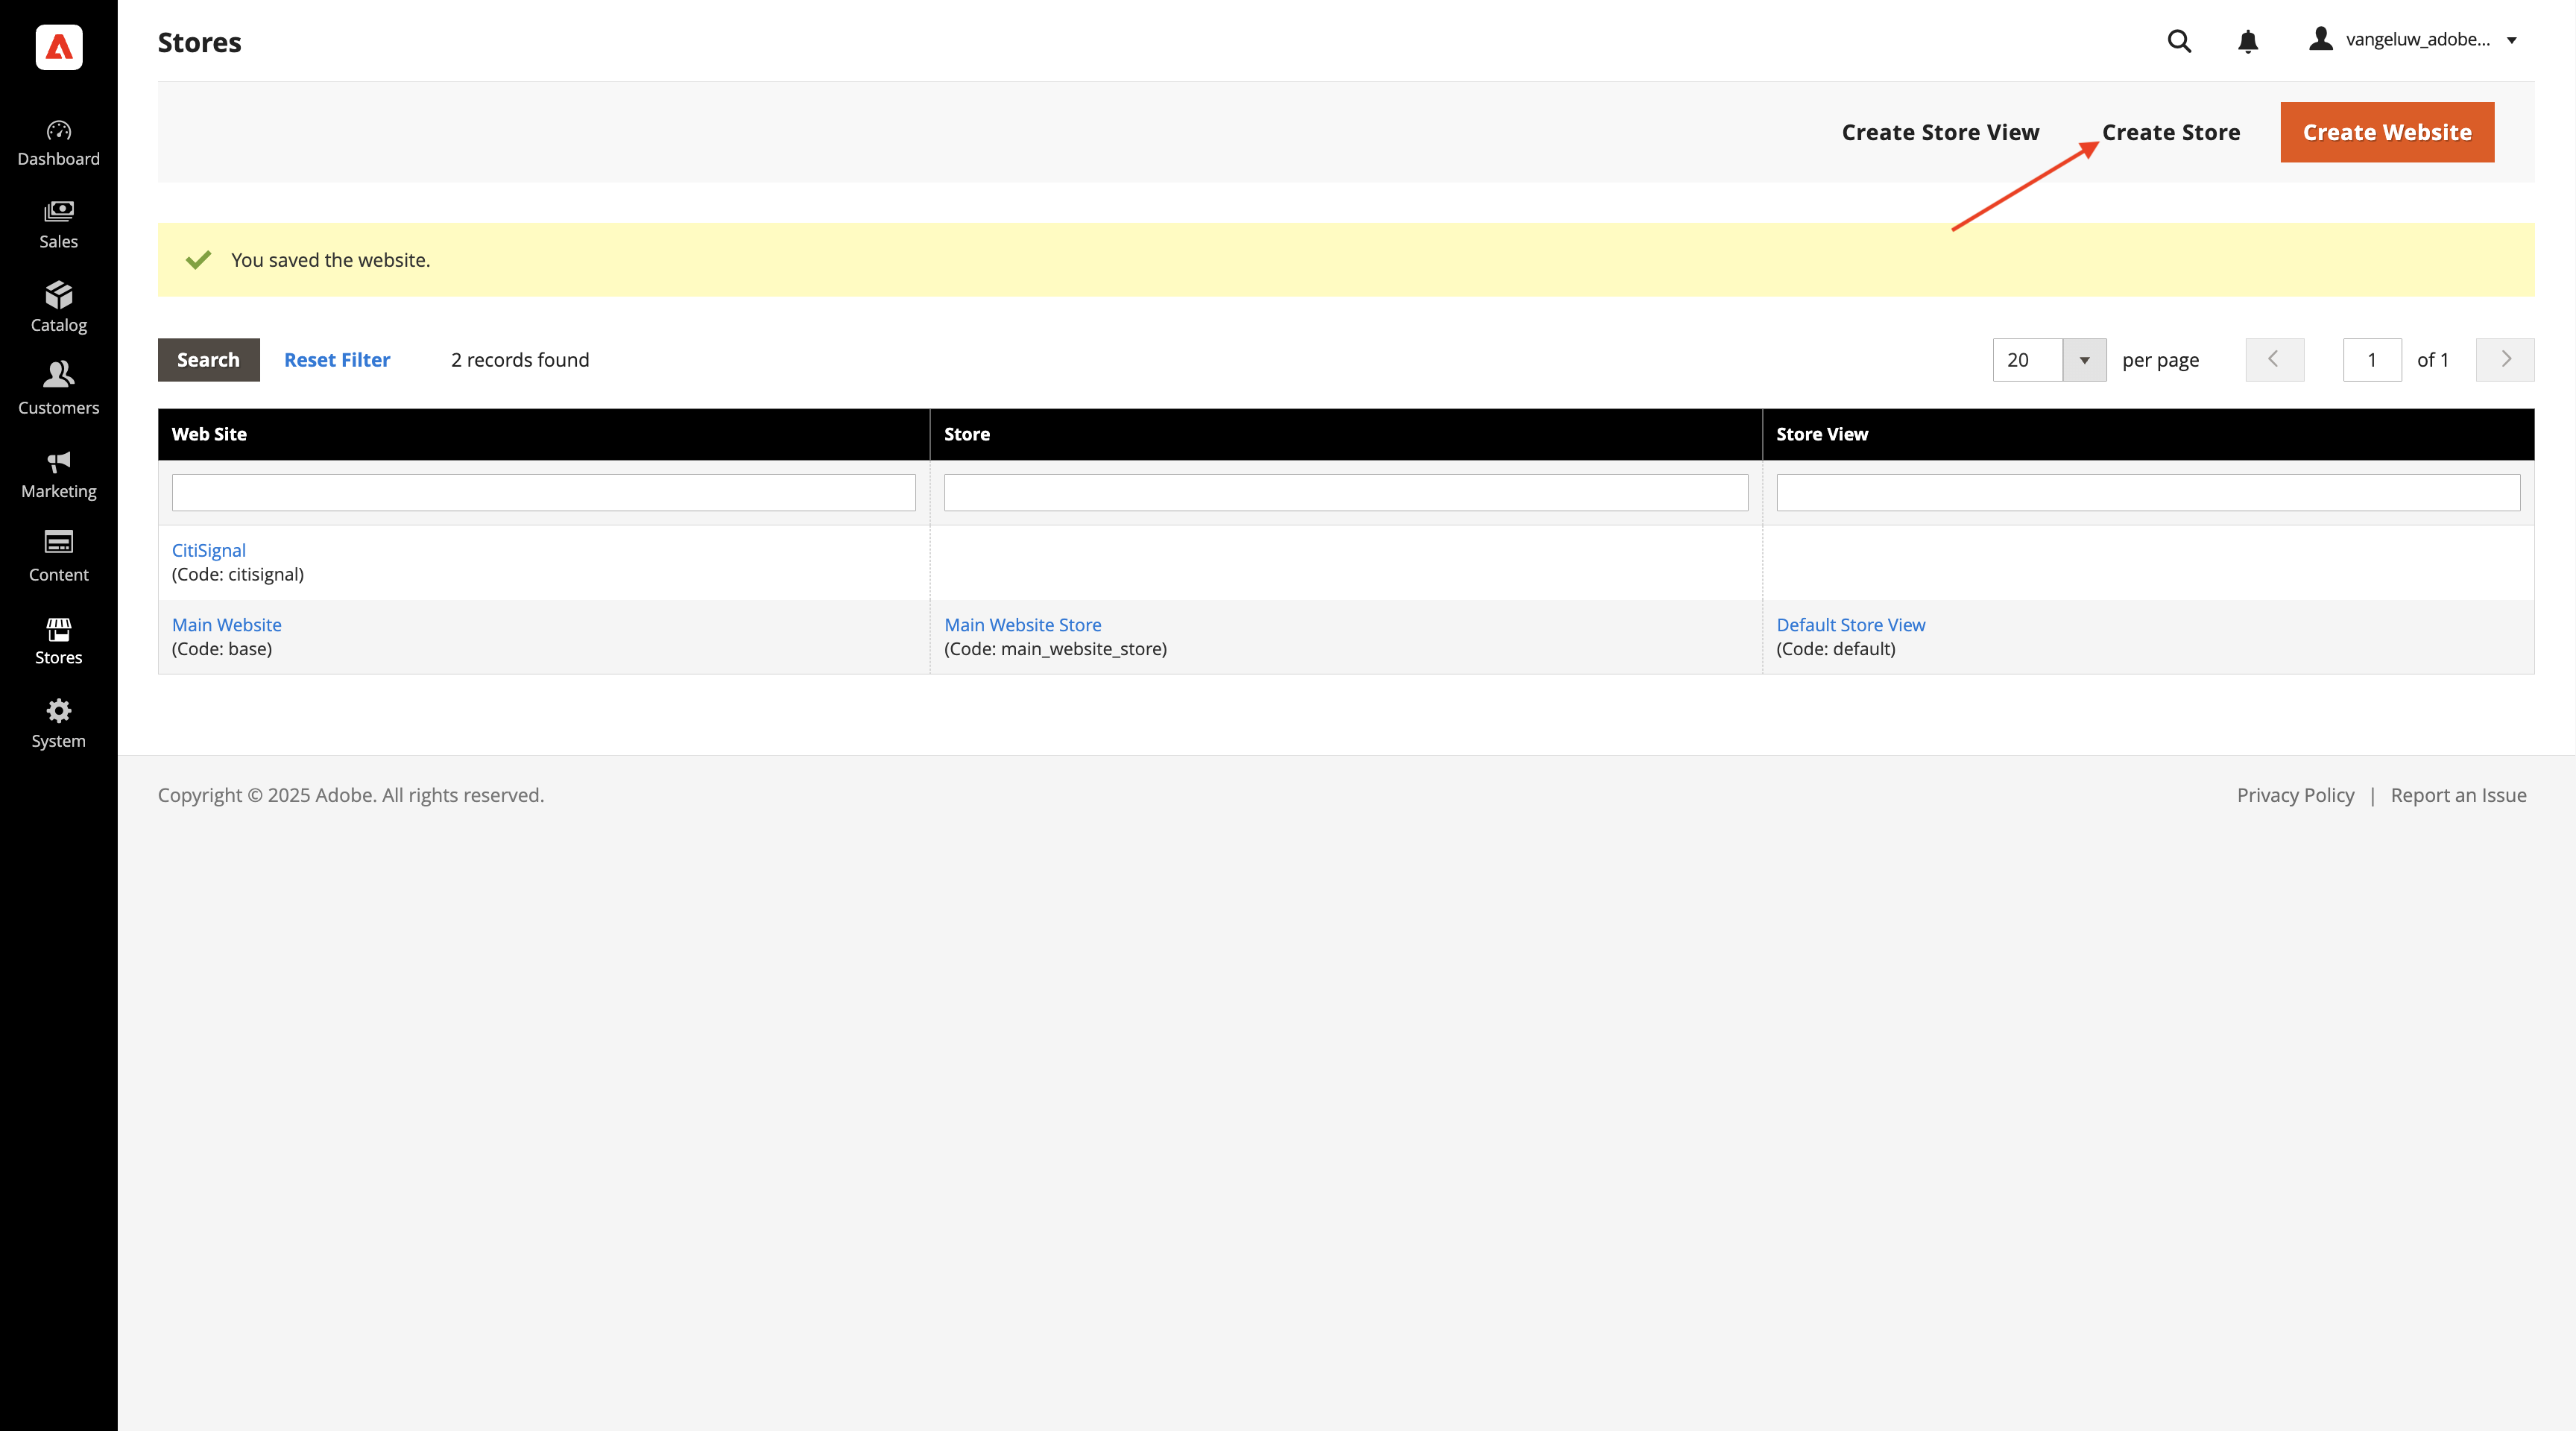 Stores
vangeluw_adobe...
Create Store View
Create Store
Create Website
You saved the website.
Search
Reset Filter
2 records found
20
per page
1
of 1
Web Site
Store
Store View
CitiSignal
(Code: citisignal)
Main Website
(Code: base)
Main Website Store
(Code: main_website_store)
Default Store View
(Code: default)
Dashboard
Sales
Catalog
Customers
Marketing
Content
Stores
System
Copyright © 2025 Adobe. All rights reserved.
Privacy Policy | Report an Issue